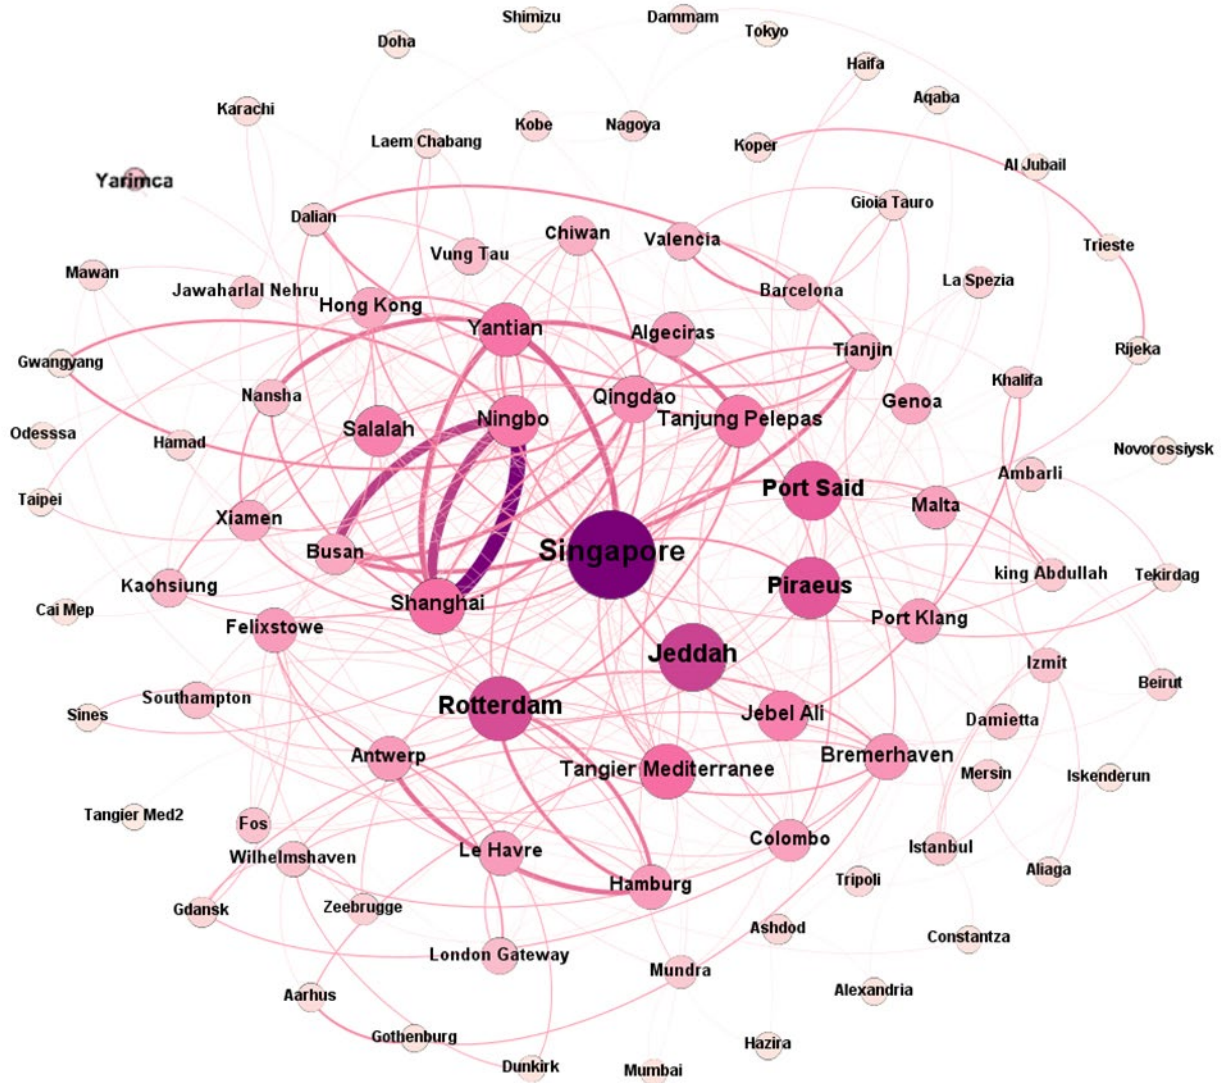 Shimizu
Dammam
Tokyo
Doha
Haifa
Aqaba
Karachi
Laem Chabang
Kobe
Nagoya
Koper
Al Jubail
Yarimca
Dalian
Chiwan
Valencia
Gioia Tauro
Vung Tau
Trieste
Mawan
Jawaharlal Nehru
Hong Kong
Barcelona
La Spezia
Yantian
Algeciras
Tianjin
Rijeka
Gwangyang
Nansha
Qingdao
Khalifa
Genoa
Odesssa
Hamad
Salalah
Ningbo
Tanjung Pelepas
Novorossiysk
Taipei
Port Said
Ambarli
Xiamen
Malta
Busan
Singapore
Kaohsiung
Piraeus
king Abdullah
Tekirdag
Cai Mep
Shanghai
Felixstowe
Port Klang
Jeddah
Izmit
Southampton
Rotterdam
Beirut
Sines
Jebel Ali
Damietta
Antwerp
Tangier Mediterranee
Bremerhaven
Mersin
Iskenderun
Tangier Med2
Fos
Colombo
Wilhelmshaven
Le Havre
Istanbul
Hamburg
Tripoli
Aliaga
Gdansk
Zeebrugge
Ashdod
Constantza
London Gateway
Mundra
Aarhus
Alexandria
Gothenburg
Hazira
Dunkirk
Mumbai